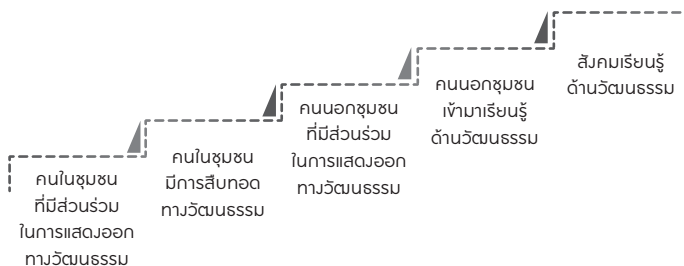 คนในชุมชน
ที่มีส่วนร่วม
ในการแสดงออก
ทางวัฒนธรรม
คนในชุมชน
มีการสืบทอด
ทางวัฒนธรรม
คนนอกชุมชน
ที่มีส่วนร่วม
ในการแสดงออก
ทางวัฒนธรรม
คนนอกชุมชน
เข้ามาเรียนรู้
ด้านวัฒนธรรม
สังคมเรียนรู้
ด้านวัฒนธรรม